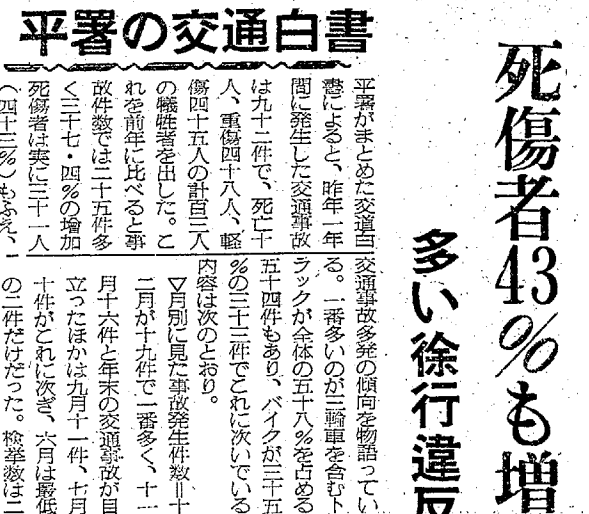 死傷者43%も増
多い徐行違反
平署の交通白書
平署がまとめた交通白
書によると、昨年一年
間に発生した交通事故
は九十二件で、死亡十
人、重傷四十八人、軽
傷四十五人の計百三人
の犠牲者を出した。こ
れを前年に比べると事
故件数では二十五件多
く三十七・四%の増加
死傷者は実に三十一人
(四十三%)もふえ、
交通事故多発の傾向を物語ってい
る。一番多いのが三輪車を含むト
ラックが全体の五十八%を占める
五十四件もあり、バイクが三十五
%の三十三件でこれに次いでいる
内容は次のとおり。
▽月別に見た事故発生件数=十
二月が十九件で一番多く、十一
月十六件と年末の交通事故が目
立ったほかは九月十一件、七月
十件がこれに次ぎ、六月は最低
の二件だけだった。検挙数は二